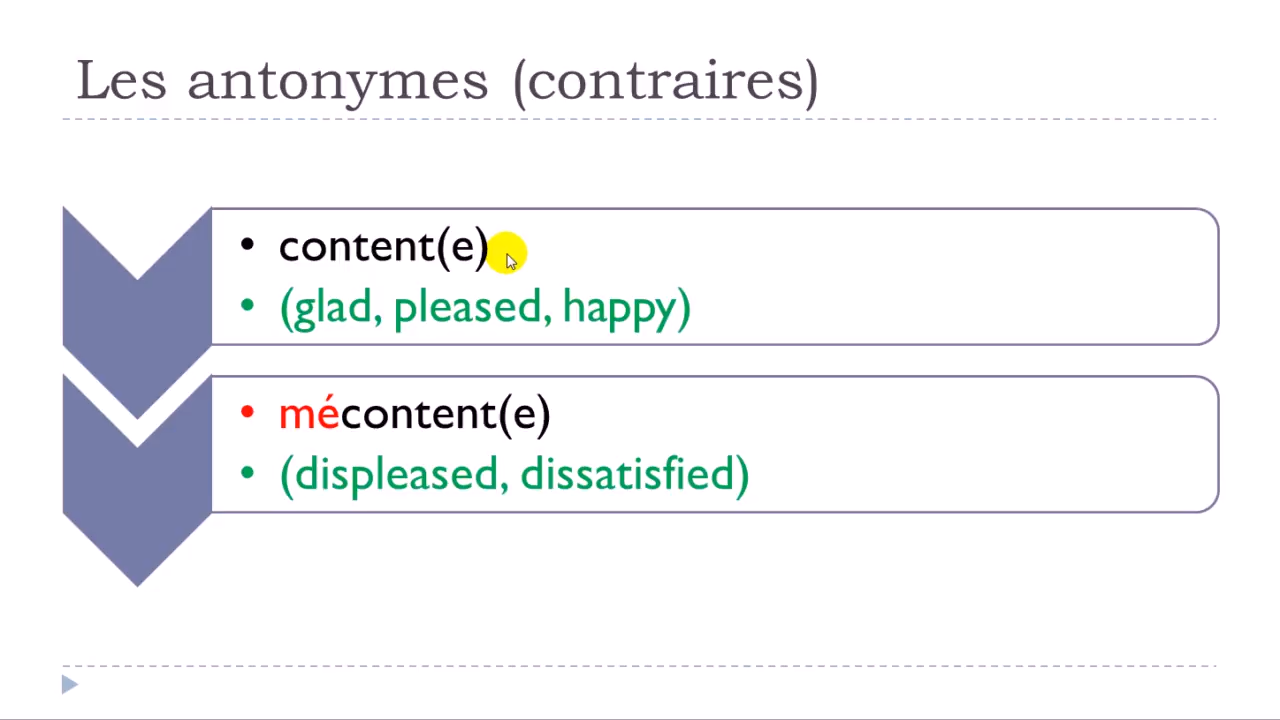 Les antonymes (contraires)
• content(e)
• (glad, pleased, happy)
• mécontent(e)
• (displeased, dissatisfied)